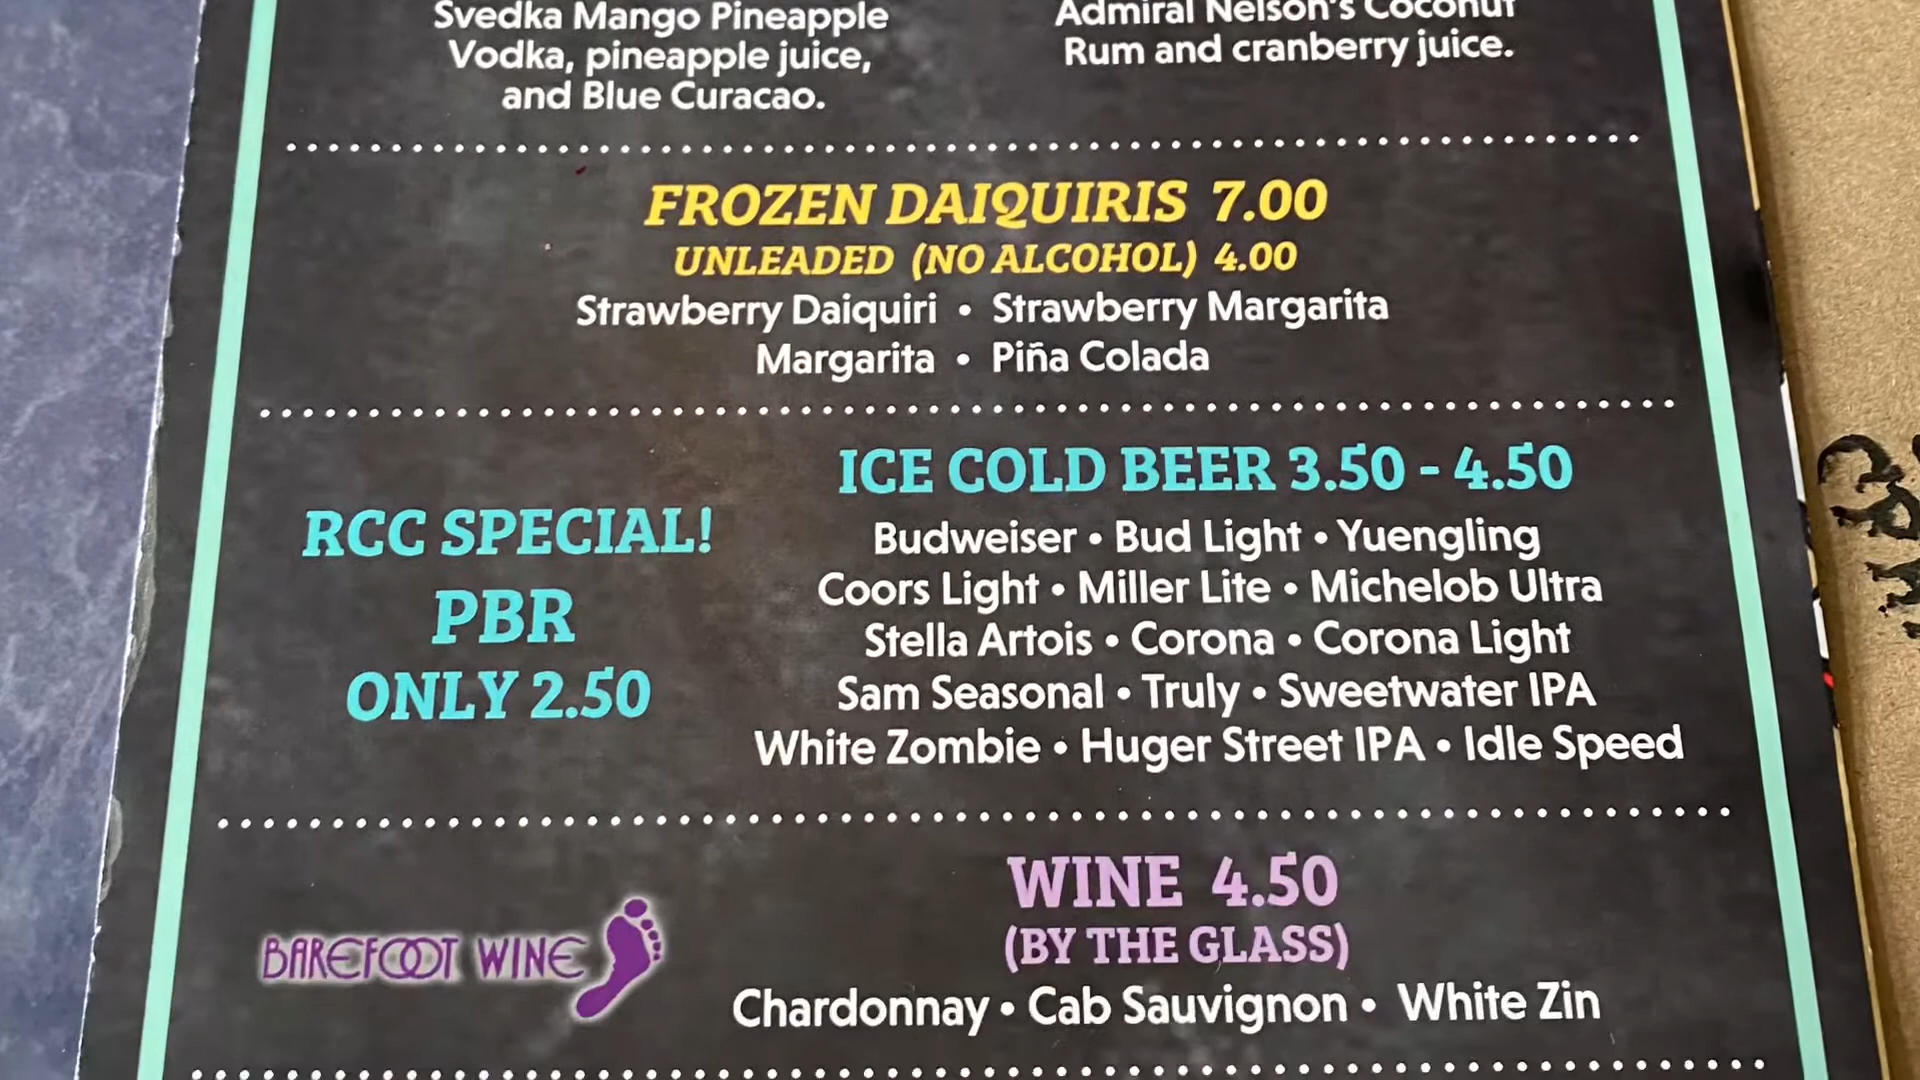 Svedka Mango Pineapple
Vodka, pineapple juice,
and Blue Curacao.
Admiral Nelson's Coconut
Rum and cranberry juice.
FROZEN DAIQUIRIS 7.00
UNLEADED (NO ALCOHOL) 4.00
Strawberry Daiquiri • Strawberry Margarita
Margarita • Piña Colada
RCC SPECIAL!
PBR
ONLY 2.50
ICE COLD BEER 3.50 - 4.50
Budweiser • Bud Light • Yuengling
Coors Light • Miller Lite • Michelob Ultra
Stella Artois • Corona • Corona Light
Sam Seasonal • Truly • Sweetwater IPA
White Zombie • Huger Street IPA • Idle Speed
BAREFOOT WINE
WINE 4.50
(BY THE GLASS)
Chardonnay • Cab Sauvignon • White Zin